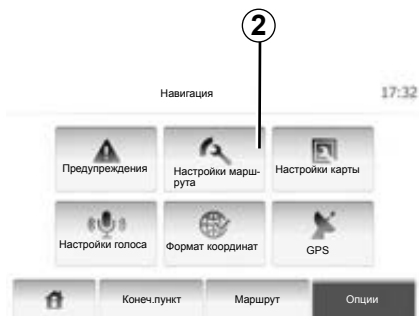 2
Навигация
17:32
Предупреждения
Настройки марш-
рута
Настройки карты
Настройки голоса
Формат координат
GPS
Конеч.пункт
Маршрут
Опции